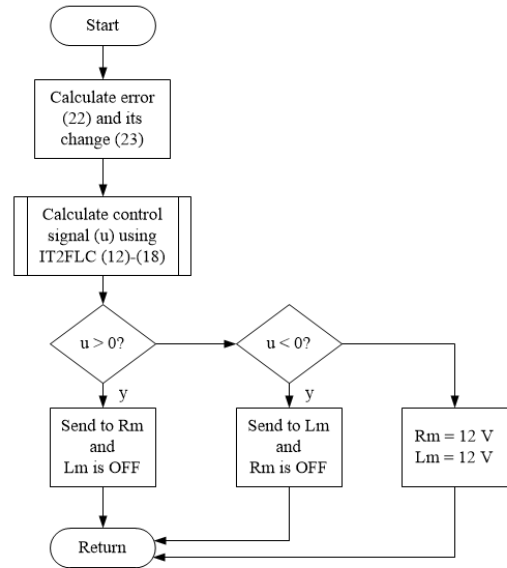 Start
Calculate error
(22) and its
change (23)
Calculate control
signal (u) using
IT2FLC (12)-(18)
u > 0?
u < 0?
y
y
Send to Rm
and
Lm is OFF
Send to Lm
and
Rm is OFF
Rm = 12 V
Lm = 12 V
Return